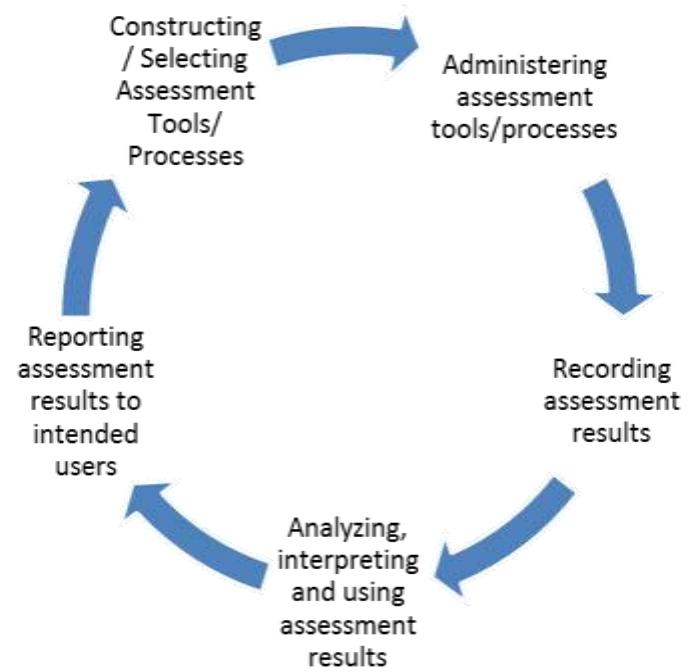 Constructing
/ Selecting
Assessment
Tools/
Processes
Administering
assessment
tools/processes
Recording
assessment
results
Analyzing,
interpreting
and using
assessment
results
Reporting
assessment
results to
intended
users